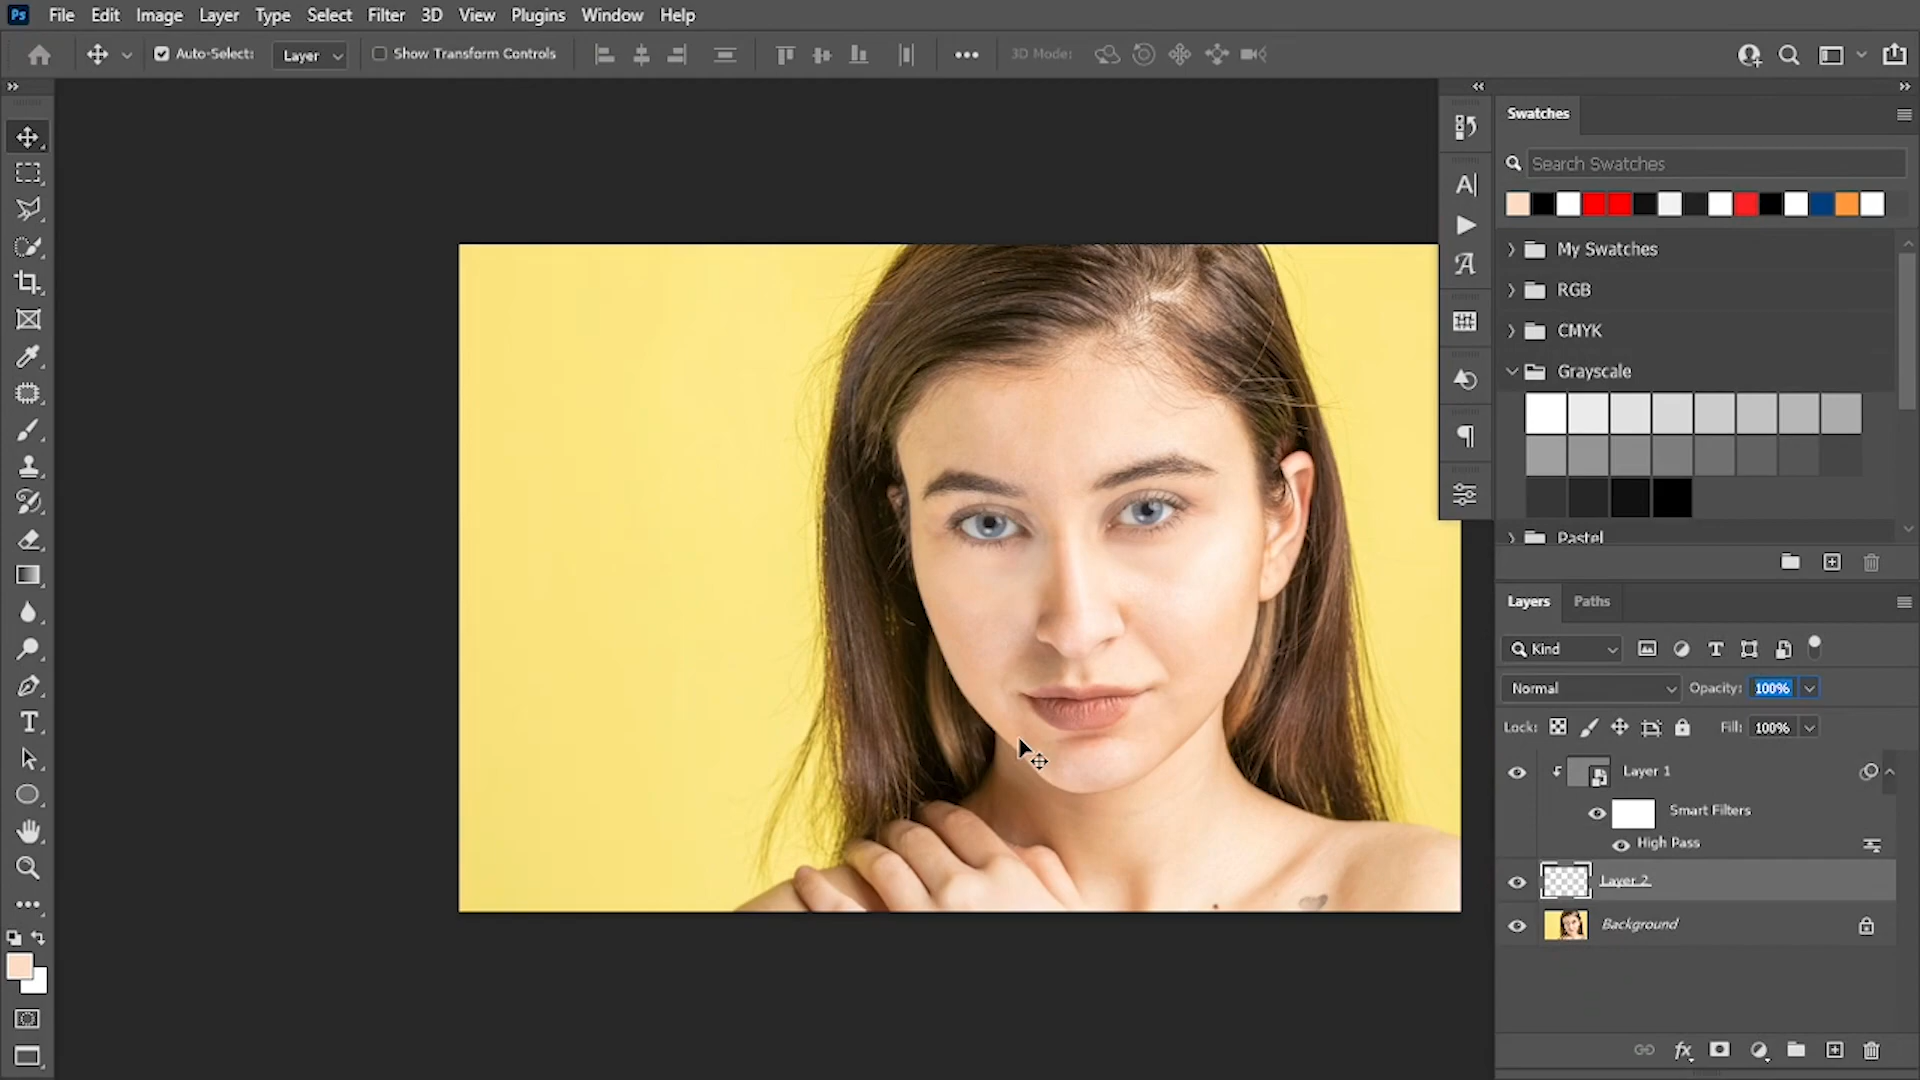 Ps File Edit Image Layer Type Select Filter 3D View Plugins Window Help
Auto-Select: Layer Show Transform Controls 3D Mode:
Swatches
Search Swatches
My Swatches
RGB
CMYK
Grayscale
Pastel
Layers Paths
Kind
Normal Opacity: 100%
Lock: Fill: 100%
Layer 1
Smart Filters
High Pass
Layer 2
Background